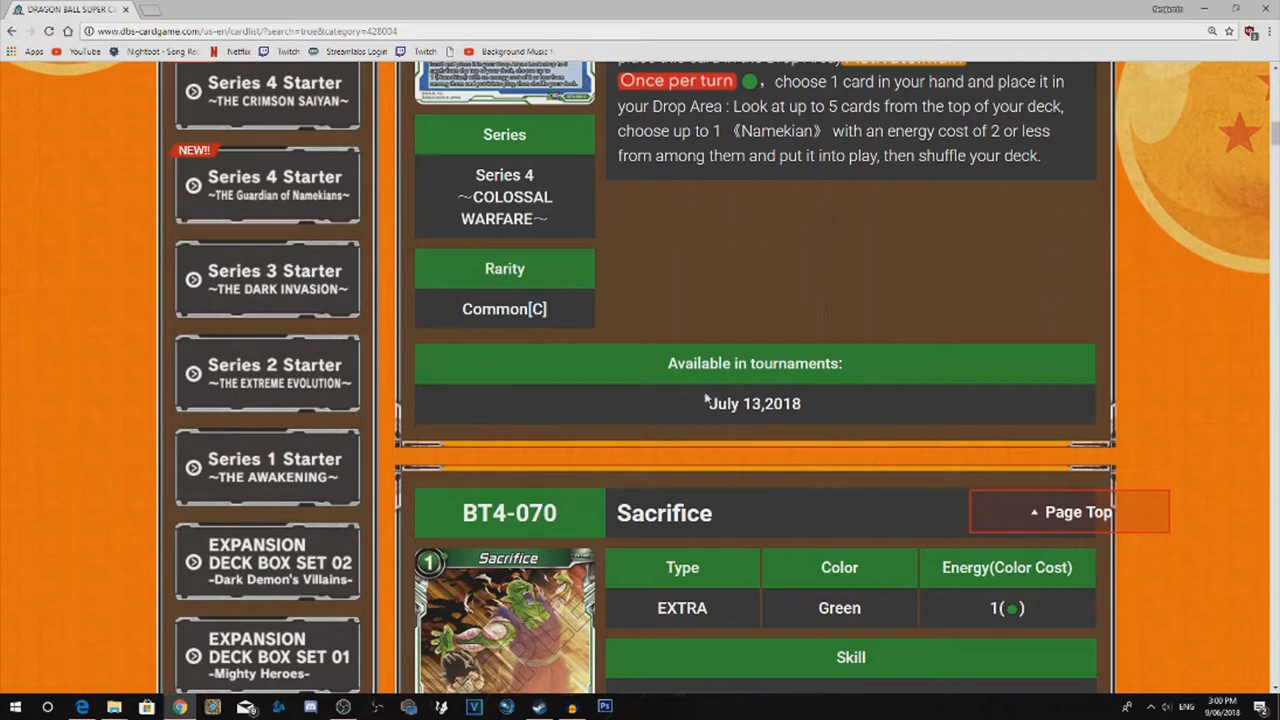 DRAGON BALL SUPER C
Benjamin
www.dbs-cardgame.com/us-en/cardlist/?search=true&category=428004
Apps YouTube Nightbot - Song Re Netflix Twitch Streamlabs Login Twitch Background Music
Series 4 Starter
~THE CRIMSON SAIYAN~
NEW!!
Series 4 Starter
~THE Guardian of Namekians~
Series 3 Starter
~THE DARK INVASION~
Series 2 Starter
~THE EXTREME EVOLUTION~
Series 1 Starter
~THE AWAKENING~
EXPANSION
DECK BOX SET 02
-Dark Demon's Villains-
EXPANSION
DECK BOX SET 01
-Mighty Heroes-
Once per turn , choose 1 card in your hand and place it in
your Drop Area : Look at up to 5 cards from the top of your deck,
choose up to 1 《Namekian》 with an energy cost of 2 or less
from among them and put it into play, then shuffle your deck.
Series
Series 4
～COLOSSAL
WARFARE～
Rarity
Common[C]
Available in tournaments:
July 13,2018
BT4-070
Sacrifice
Page Top
1
Sacrifice
Type
Color
Energy(Color Cost)
EXTRA
Green
1( )
Skill
ENG
3:00 PM
9/06/2018